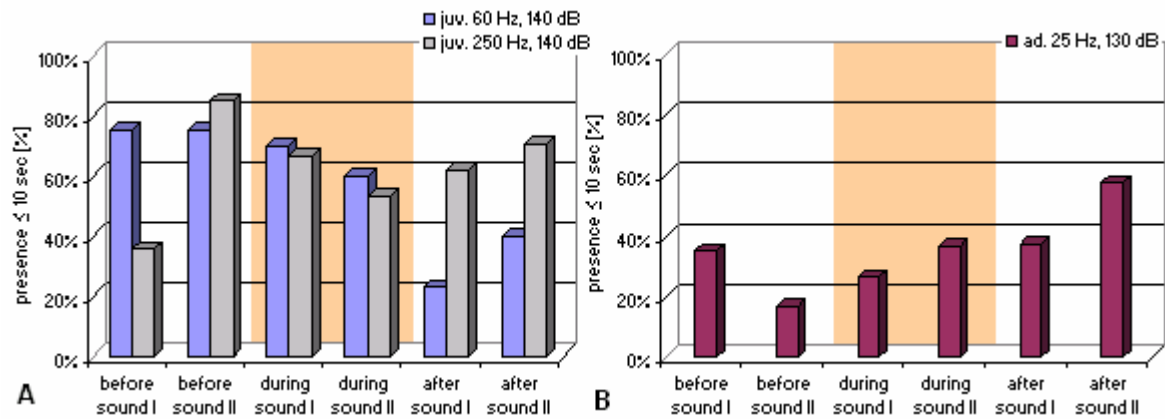 juv. 60 Hz, 140 dB
juv. 250 Hz, 140 dB
presence ≤ 10 sec [%]
100%
80%
60%
40%
20%
0%
before sound I
before sound II
during sound I
during sound II
after sound I
after sound II
A
ad. 25 Hz, 130 dB
presence ≤ 10 sec [%]
100%
80%
60%
40%
20%
0%
before sound I
before sound II
during sound I
during sound II
after sound I
after sound II
B